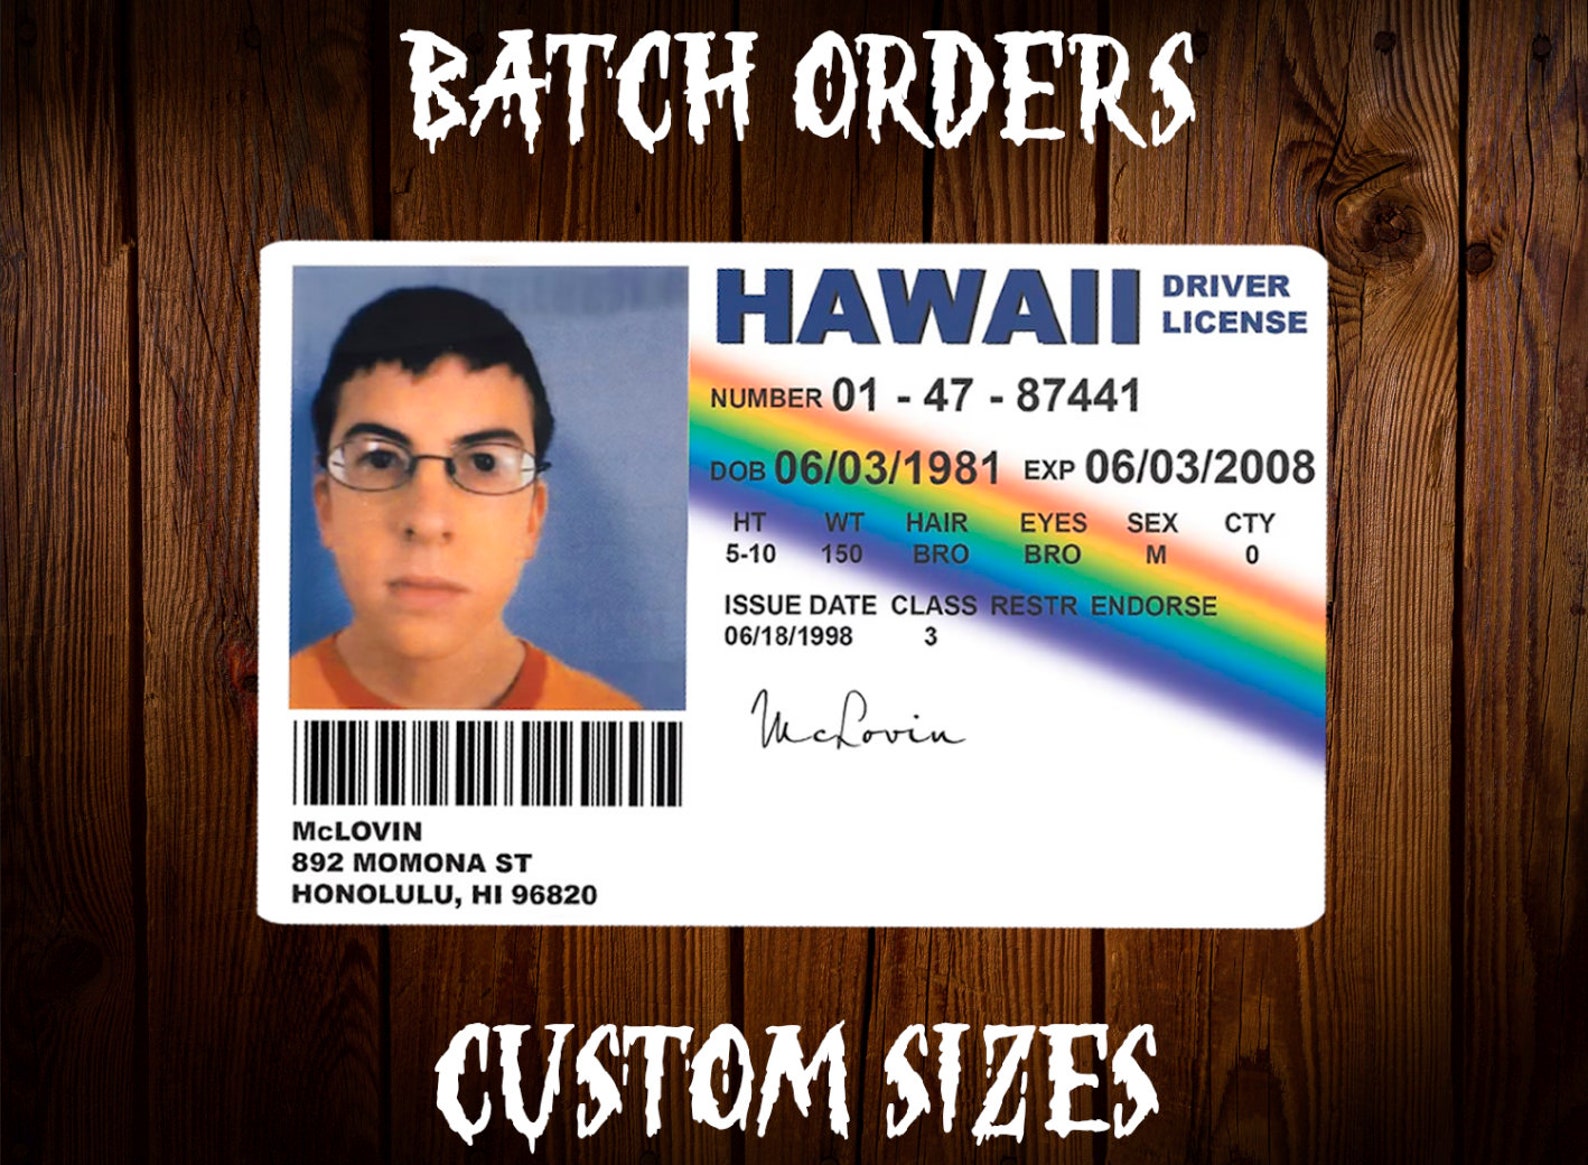 BATCH ORDERS
HAWAII DRIVER LICENSE
NUMBER 01 - 47 - 87441
DOB 06/03/1981 EXP 06/03/2008
HT WT HAIR EYES SEX CTY
5-10 150 BRO BRO M 0
ISSUE DATE CLASS RESTR ENDORSE
06/18/1998 3
McLovin
McLOVIN
892 MOMONA ST
HONOLULU, HI 96820
CUSTOM SIZES